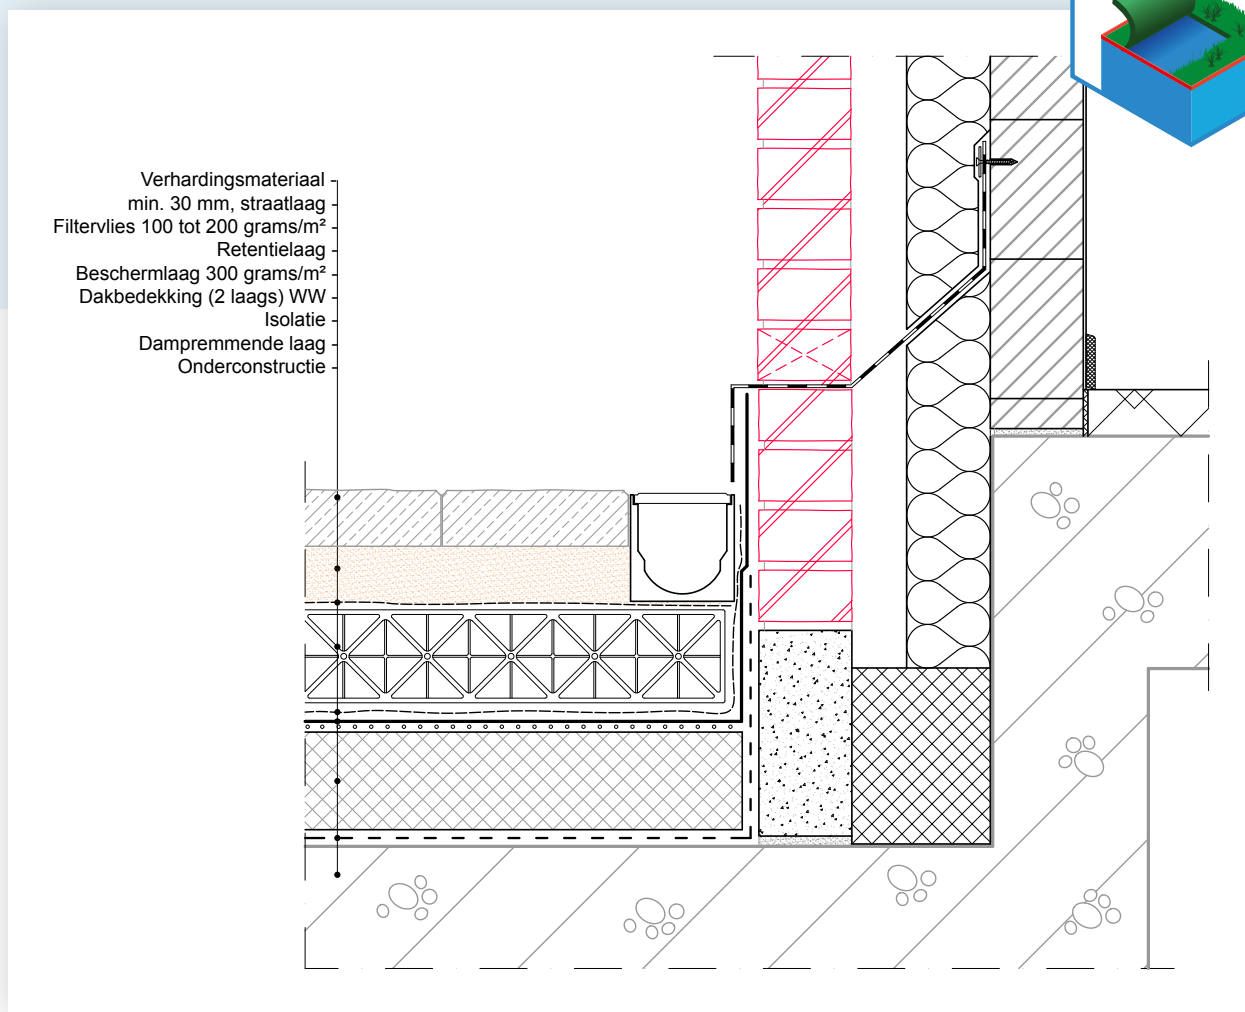 Verhardingsmateriaal
min. 30 mm, straatlaag
Filtervlies 100 tot 200 grams/m²
Retentielaag
Beschermlaag 300 grams/m²
Dakbedekking (2 laags) WW
Isolatie
Dampremmende laag
Onderconstructie